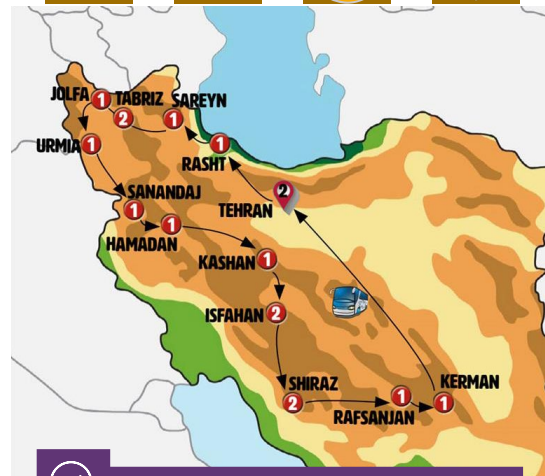 JOLFA
1
TABRIZ
2
SAREYN
1
URMIA
1
RASHT
1
SANANDAJ
1
TEHRAN
2
HAMADAN
1
KASHAN
1
ISFAHAN
2
SHIRAZ
2
RAFSANJAN
1
KERMAN
1